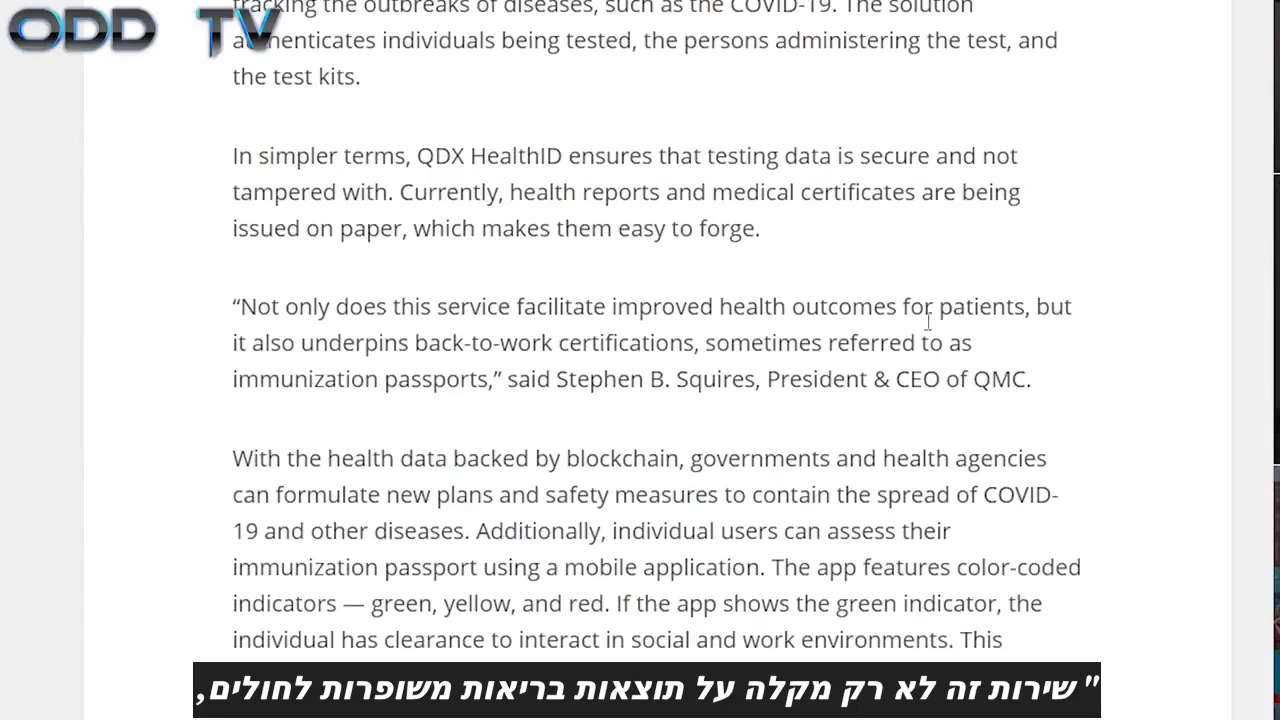 ODD TV
tracking the outbreaks of diseases, such as the COVID-19. The solution
authenticates individuals being tested, the persons administering the test, and
the test kits.
In simpler terms, QDX HealthID ensures that testing data is secure and not
tampered with. Currently, health reports and medical certificates are being
issued on paper, which makes them easy to forge.
“Not only does this service facilitate improved health outcomes for patients, but
it also underpins back-to-work certifications, sometimes referred to as
immunization passports,” said Stephen B. Squires, President & CEO of QMC.
With the health data backed by blockchain, governments and health agencies
can formulate new plans and safety measures to contain the spread of COVID-
19 and other diseases. Additionally, individual users can assess their
immunization passport using a mobile application. The app features color-coded
indicators — green, yellow, and red. If the app shows the green indicator, the
individual has clearance to interact in social and work environments. This
" שירות זה לא רק מקלה על תוצאות בריאות משופרות לחולים,